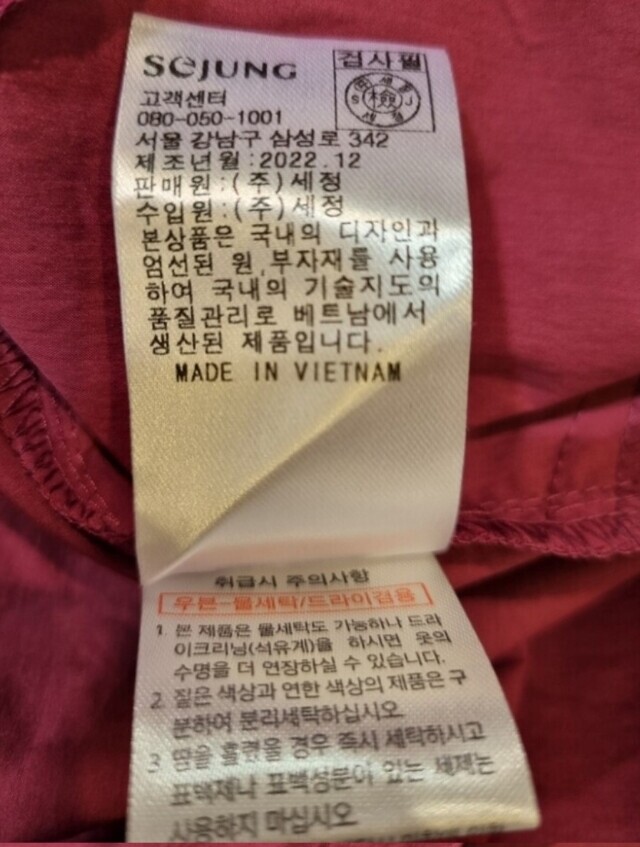 SEJUNG
검사필
고객센터
080-050-1001
서울 강남구 삼성로 342
제조년월:2022.12
판매원:(주)세정
수입원:(주)세정
본상품은 국내의 디자인과
엄선된 원,부자재를 사용
하여 국내의 기술지도의
품질관리로 베트남에서
생산된 제품입니다.
MADE IN VIETNAM
취급시 주의사항
우븐-물세탁/드라이겸용
1. 본 제품은 물세탁도 가능하나 드라
이크리닝(석유계)을 하시면 옷의
수명을 더 연장하실 수 있습니다.
2 짙은 색상과 연한 색상의 제품은 구
분하여 분리세탁하십시오
3 땀을 흘렸을 경우 즉시 세탁하시고
표백제나 표백성분이 있는 세제는
사용하지 마십시오